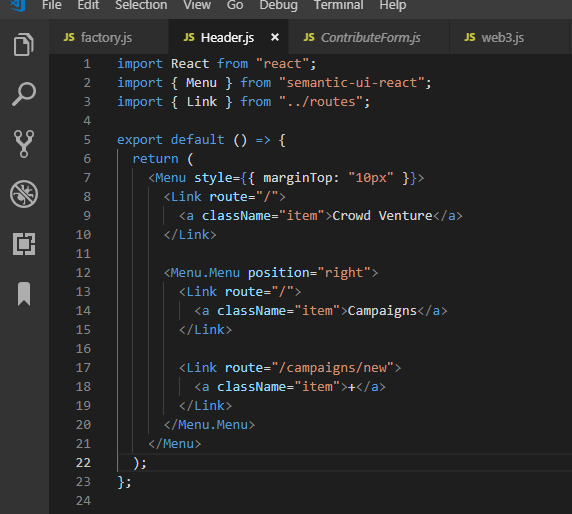 File Edit Selection View Go Debug Terminal Help
JS factory.js JS Header.js × JS ContributeForm.js JS web3.js
1 import React from "react";
2 import { Menu } from "semantic-ui-react";
3 import { Link } from "../routes";
4
5 export default () => {
6 return (
7 <Menu style={{ marginTop: "10px" }}>
8 <Link route="/">
9 <a className="item">Crowd Venture</a>
10 </Link>
11
12 <Menu.Menu position="right">
13 <Link route="/">
14 <a className="item">Campaigns</a>
15 </Link>
16
17 <Link route="/campaigns/new">
18 <a className="item">+</a>
19 </Link>
20 </Menu.Menu>
21 </Menu>
22 );
23 };
24